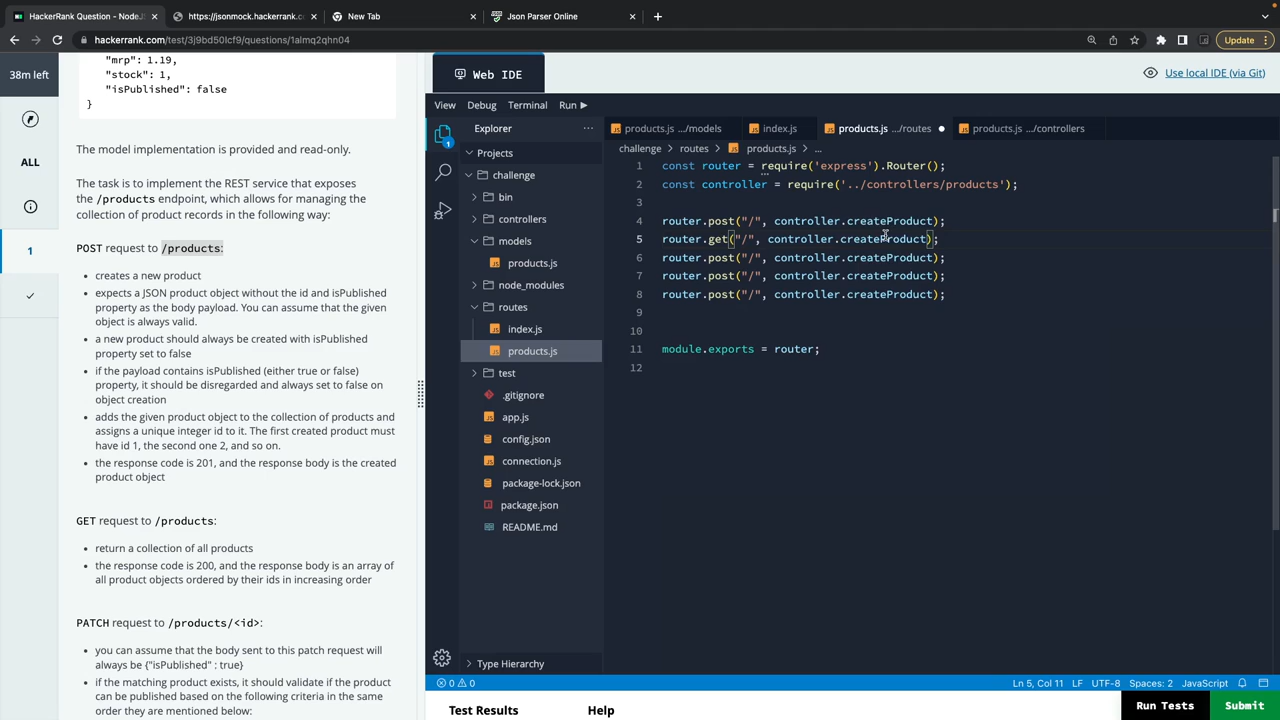 HackerRank Question - NodeJ
https://jsonmock.hackerrank.co
New Tab
Json Parser Online
hackerrank.com/test/3j9bd50lcf9/questions/1almq2qhn04
Update
38m left
ALL
1
"mrp": 1.19,
"stock": 1,
"isPublished": false
}
The model implementation is provided and read-only.
The task is to implement the REST service that exposes
the /products endpoint, which allows for managing the
collection of product records in the following way:
POST request to /products:
creates a new product
expects a JSON product object without the id and isPublished
property as the body payload. You can assume that the given
object is always valid.
a new product should always be created with isPublished
property set to false
if the payload contains isPublished (either true or false)
property, it should be disregarded and always set to false on
object creation
adds the given product object to the collection of products and
assigns a unique integer id to it. The first created product must
have id 1, the second one 2, and so on.
the response code is 201, and the response body is the created
product object
GET request to /products:
return a collection of all products
the response code is 200, and the response body is an array of
all product objects ordered by their ids in increasing order
PATCH request to /products/<id>:
you can assume that the body sent to this patch request will
always be {"isPublished" : true}
if the matching product exists, it should validate if the product
can be published based on the following criteria in the same
order they are mentioned below:
Web IDE
Use local IDE (via Git)
View Debug Terminal Run
Explorer
Projects
challenge
bin
controllers
models
products.js
node_modules
routes
index.js
products.js
test
.gitignore
app.js
config.json
connection.js
package-lock.json
package.json
README.md
Type Hierarchy
products.js .../models
index.js
products.js .../routes
products.js .../controllers
challenge routes products.js ...
1 const router = require('express').Router();
2 const controller = require('../controllers/products');
3
4 router.post("/", controller.createProduct);
5 router.get("/", controller.createProduct);
6 router.post("/", controller.createProduct);
7 router.post("/", controller.createProduct);
8 router.post("/", controller.createProduct);
9
10
11 module.exports = router;
12
0 0
Ln 5, Col 11 LF UTF-8 Spaces: 2 JavaScript
Test Results Help
Run Tests
Submit